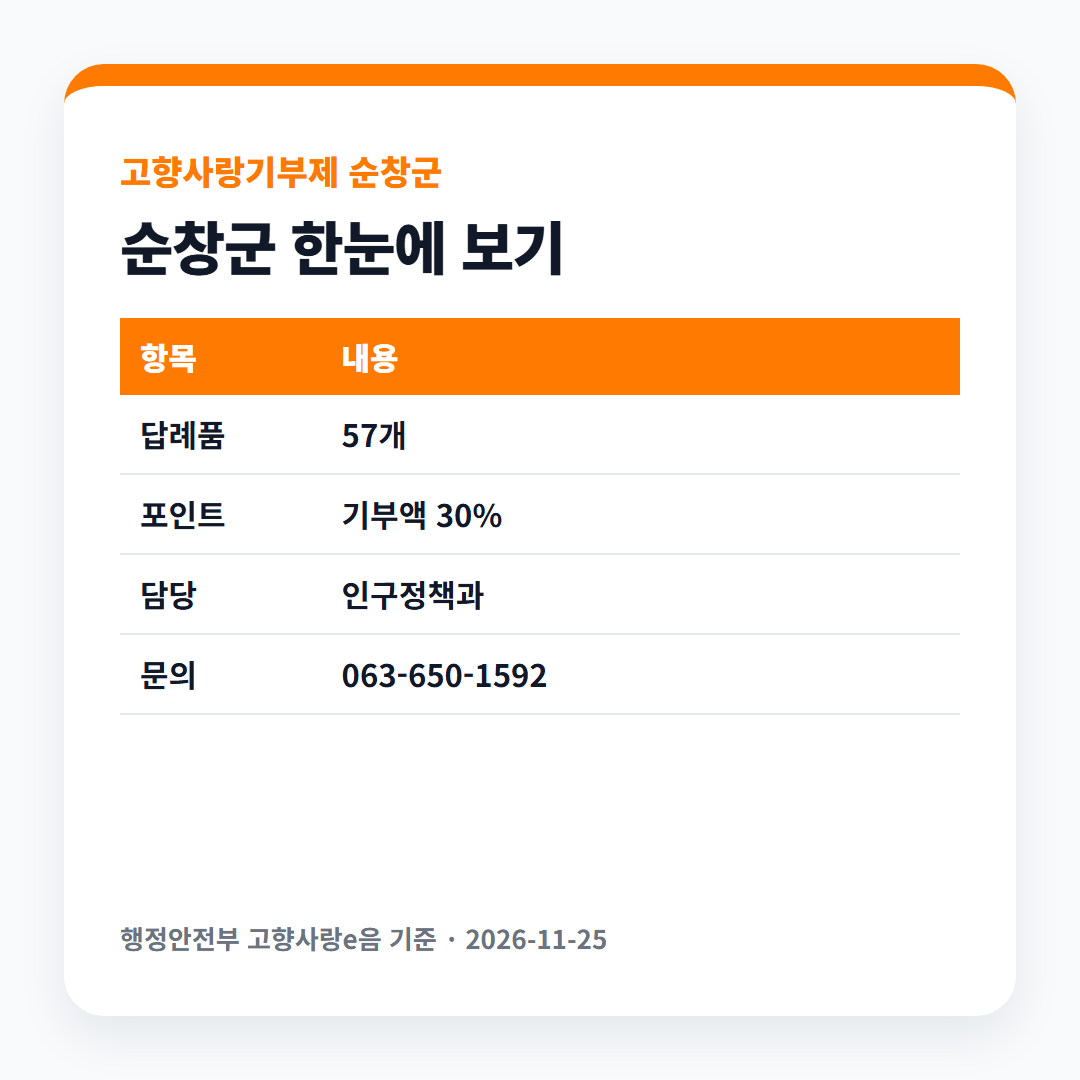 고향사랑기부제 순창군
순창군 한눈에 보기
항목 내용
답례품 57개
포인트 기부액 30%
담당 인구정책과
문의 063-650-1592
행정안전부 고향사랑e음 기준 · 2026-11-25